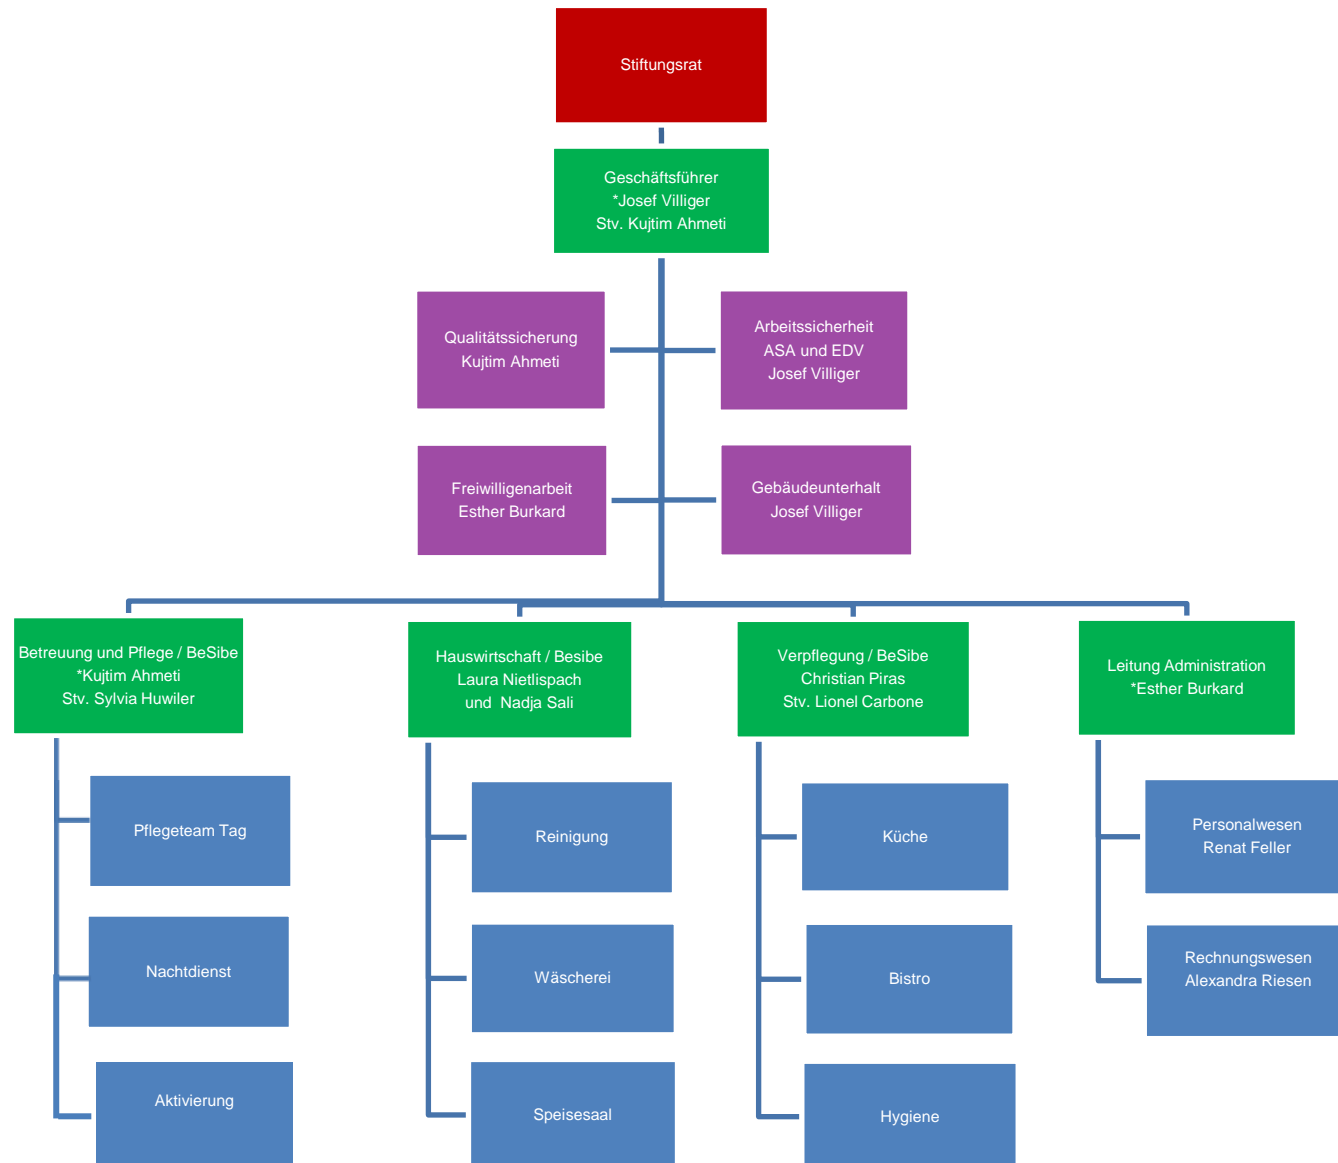 Stiftungsrat
Geschäftsführer
*Josef Villiger
Stv. Kujtim Ahmeti
Qualitätssicherung
Kujtim Ahmeti
Arbeitssicherheit
ASA und EDV
Josef Villiger
Freiwilligenarbeit
Esther Burkard
Gebäudeunterhalt
Josef Villiger
Betreuung und Pflege / BeSibe
*Kujtim Ahmeti
Stv. Sylvia Huwiler
Hauswirtschaft / Besibe
Laura Nietlispach
und Nadja Sali
Verpflegung / BeSibe
Christian Piras
Stv. Lionel Carbone
Leitung Administration
*Esther Burkard
Pflegeteam Tag
Reinigung
Küche
Personalwesen
Renat Feller
Nachtdienst
Wäscherei
Bistro
Rechnungswesen
Alexandra Riesen
Aktivierung
Speisesaal
Hygiene